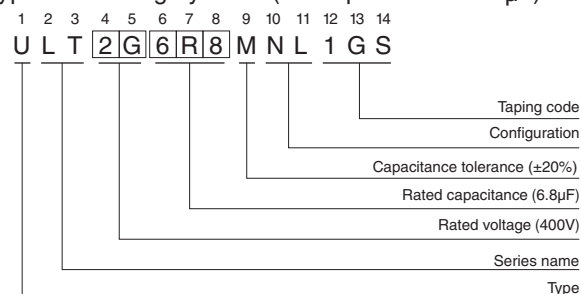 1 2 3 4 5 6 7 8 9 10 11 12 13 14
U L T 2 G 6 R 8 M N L 1 G S
Taping code
Configuration
Capacitance tolerance (±20%)
Rated capacitance (6.8µF)
Rated voltage (400V)
Series name
Type